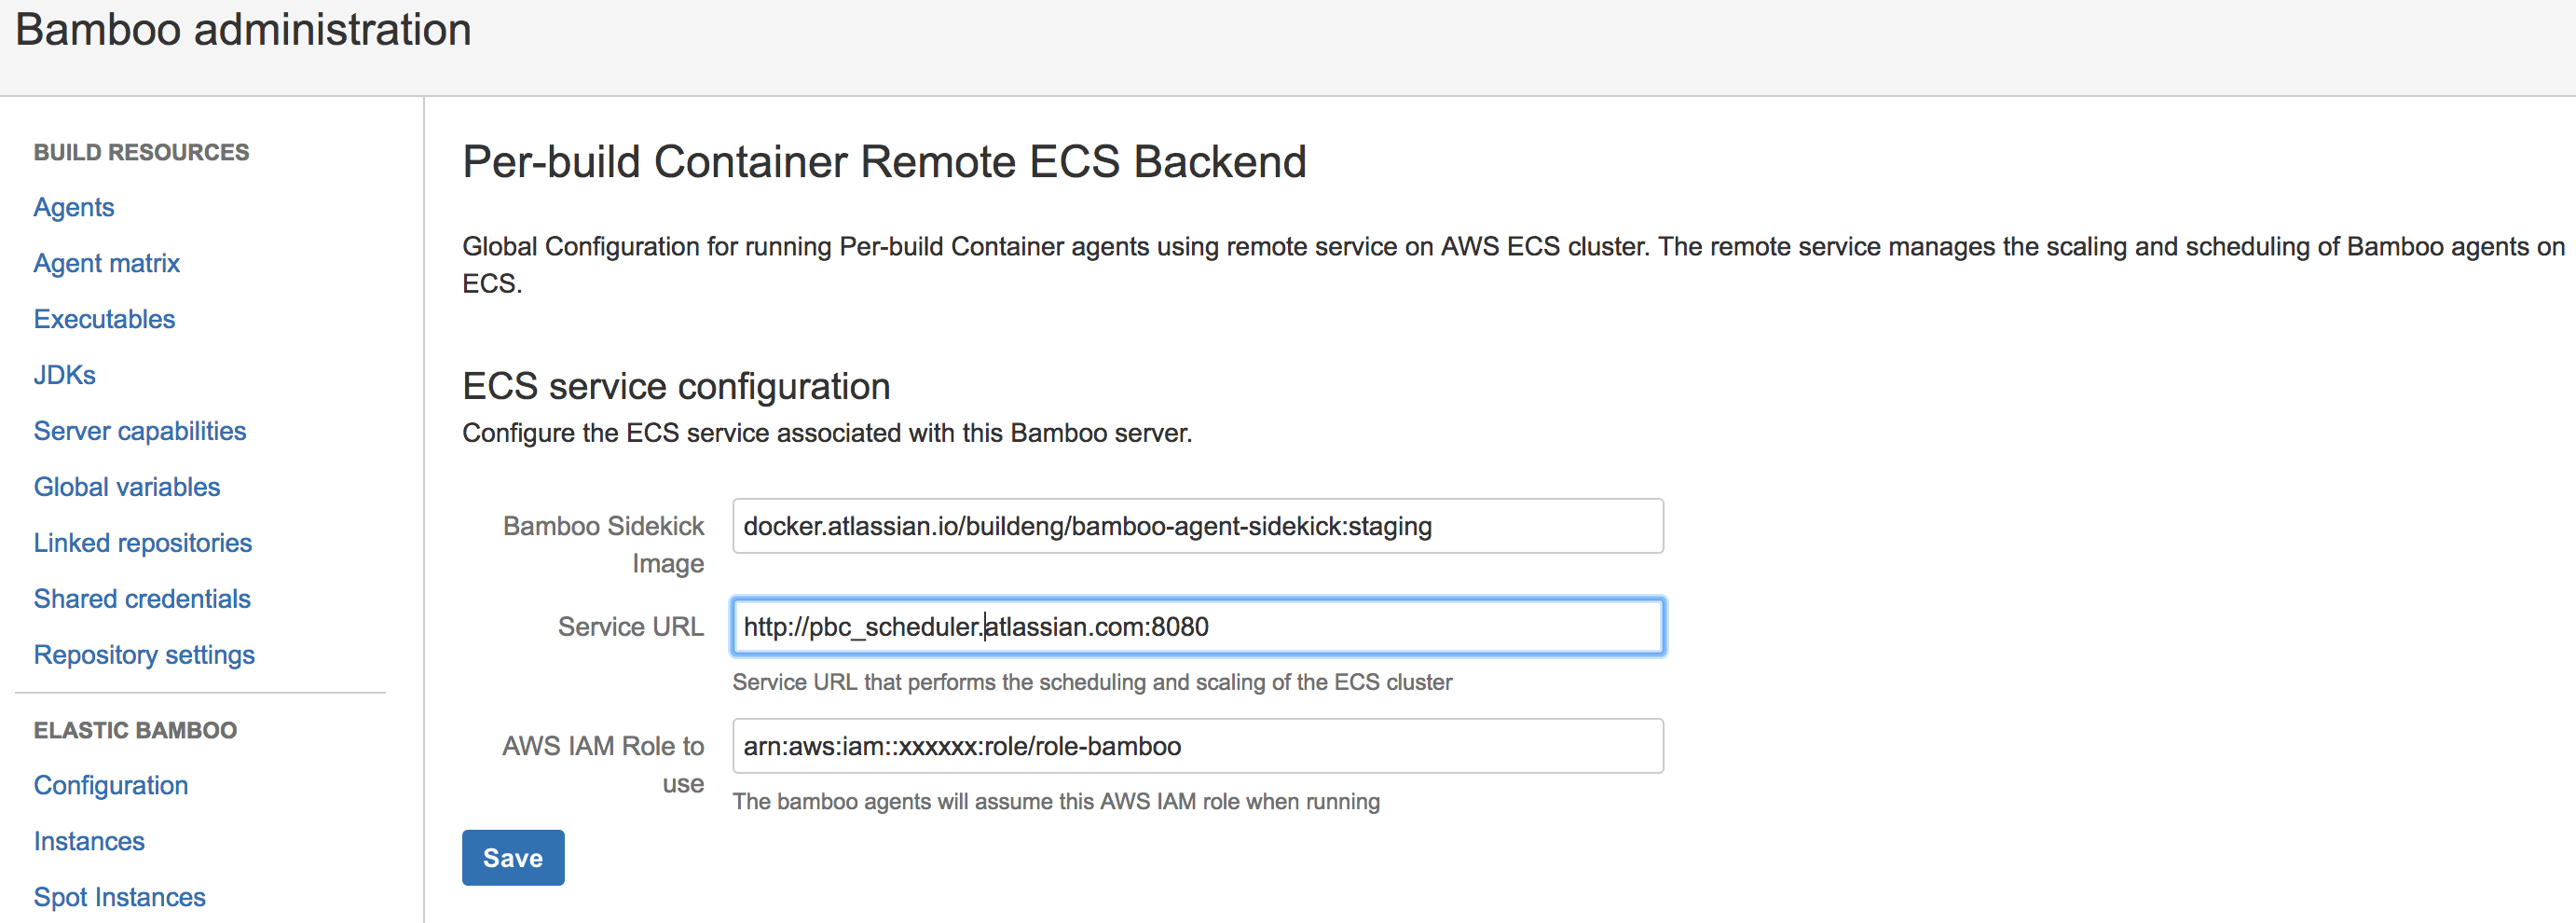 Bamboo administration
BUILD RESOURCES
Agents
Agent matrix
Executables
JDKs
Server capabilities
Global variables
Linked repositories
Shared credentials
Repository settings
ELASTIC BAMBOO
Configuration
Instances
Spot Instances
Per-build Container Remote ECS Backend
Global Configuration for running Per-build Container agents using remote service on AWS ECS cluster. The remote service manages the scaling and scheduling of Bamboo agents on
ECS.
ECS service configuration
Configure the ECS service associated with this Bamboo server.
Bamboo Sidekick
Image
docker.atlassian.io/buildeng/bamboo-agent-sidekick:staging
Service URL
http://pbc_scheduler.atlassian.com:8080
Service URL that performs the scheduling and scaling of the ECS cluster
AWS IAM Role to
use
arn:aws:iam::xxxxxx:role/role-bamboo
The bamboo agents will assume this AWS IAM role when running
Save